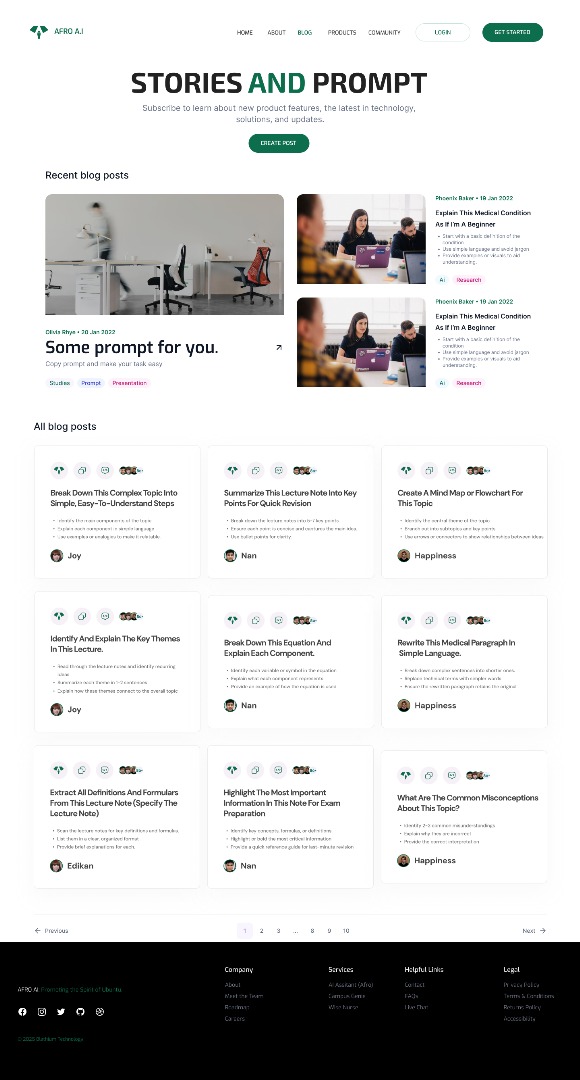 AFRO A.I
HOME
ABOUT
BLOG
PRODUCTS
COMMUNITY
LOGIN
GET STARTED
STORIES AND PROMPT
Subscribe to learn about new product features, the latest in technology,
solutions, and updates.
CREATE POST
Recent blog posts
Olivia Rhye • 20 Jan 2022
Some prompt for you.
Copy prompt and make your task easy
Studies
Prompt
Presentation
Phoenix Baker • 19 Jan 2022
Explain This Medical Condition
As If I'm A Beginner
• Start with a basic definition of the
condition
• Use simple language and avoid jargon
• Provide examples or visuals to aid
understanding.
Ai
Research
Phoenix Baker • 19 Jan 2022
Explain This Medical Condition
As If I'm A Beginner
• Start with a basic definition of the
condition
• Use simple language and avoid jargon
• Provide examples or visuals to aid
understanding.
Ai
Research
All blog posts
Break Down This Complex Topic Into
Simple, Easy-To-Understand Steps
• Identify the main components of the topic
• Explain each component in simple language
• Use examples or analogies to make it relatable
Joy
Summarize This Lecture Note Into Key
Points For Quick Revision
• Break down the lecture notes into 5-7 key points.
• Ensure each point is concise and captures the main idea.
• Use bullet points for clarity
Nan
Create A Mind Map or Flowchart For
This Topic
• Identify the central theme of the topic
• Branch out into subtopics and key points
• Use arrows or connectors to show relationships between ideas
Happiness
Identify And Explain The Key Themes
In This Lecture.
• Read through the lecture notes and identify recurring
ideas
• Summarize each theme in 1-2 sentences
• Explain how these themes connect to the overall topic
Joy
Break Down This Equation And
Explain Each Component.
• Identify each variable or symbol in the equation
• Explain what each component represents
• Provide an example of how the equation is used
Nan
Rewrite This Medical Paragraph In
Simple Language.
• Break down complex sentences into shorter ones.
• Replace technical terms with simpler words
• Ensure the rewritten paragraph retains the original
Happiness
Extract All Definitions And Formulars
From This Lecture Note (Specify The
Lecture Note)
• Scan the lecture notes for key definitions and formulas.
• List them in a clear, organized format
• Provide brief explanations for each.
Edikan
Highlight The Most Important
Information In This Note For Exam
Preparation
• Identify key concepts, formulas, or definitions
• Highlight or bold the most critical information
• Provide a quick reference guide for last-minute revision
Nan
What Are The Common Misconceptions
About This Topic?
• Identify 2-3 common misunderstandings
• Explain why they are incorrect
• Provide the correct interpretation
Happiness
Previous
1 2 3 ... 8 9 10
Next
AFRO AI Promoting the Spirit of Ubuntu
Company
About
Meet the Team
Roadmap
Careers
Services
AI Assitant (Afro)
Campus Genie
Wise Nurse
Helpful Links
Contact
FAQs
Live Chat
Legal
Privacy Policy
Terms & Conditions
Returns Policy
Accessibility